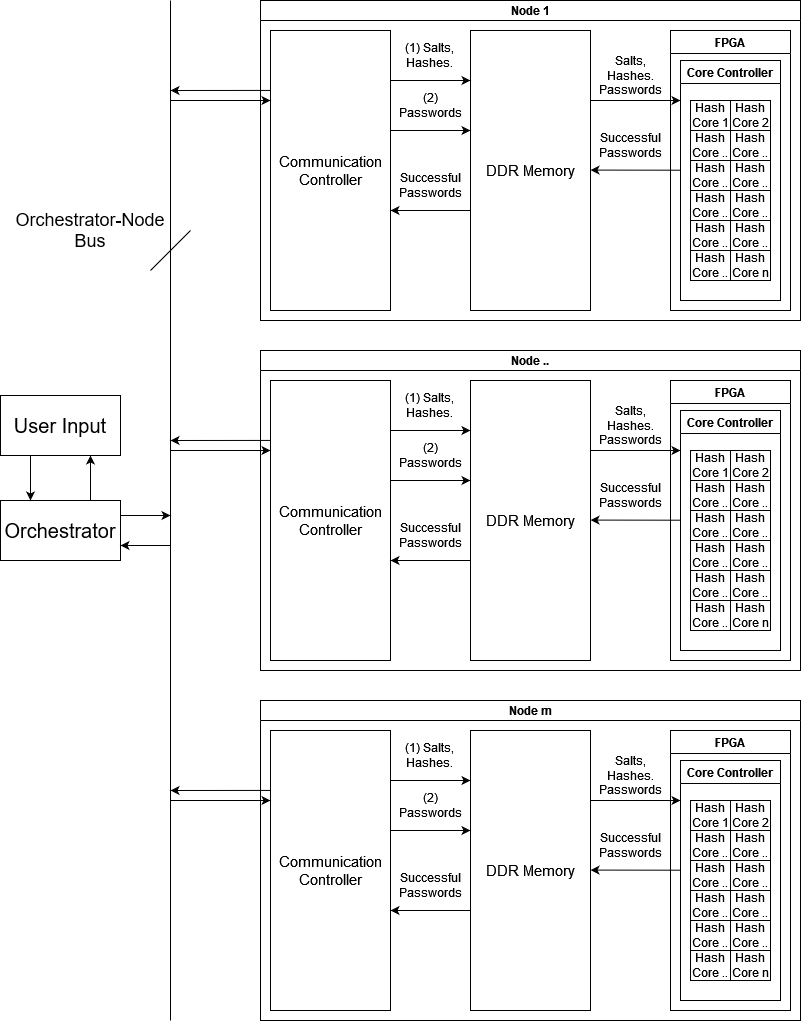 Node 1
Communication
Controller
(1) Salts,
Hashes.
(2)
Passwords
Successful
Passwords
DDR Memory
Salts,
Hashes.
Passwords
Successful
Passwords
FPGA
Core Controller
Hash Hash
Core 1 Core 2
Hash Hash
Core .. Core ..
Hash Hash
Core .. Core ..
Hash Hash
Core .. Core ..
Hash Hash
Core .. Core ..
Hash Hash
Core .. Core n
Orchestrator-Node
Bus
User Input
Orchestrator
Node ..
Communication
Controller
(1) Salts,
Hashes.
(2)
Passwords
Successful
Passwords
DDR Memory
Salts,
Hashes.
Passwords
Successful
Passwords
FPGA
Core Controller
Hash Hash
Core 1 Core 2
Hash Hash
Core .. Core ..
Hash Hash
Core .. Core ..
Hash Hash
Core .. Core ..
Hash Hash
Core .. Core ..
Hash Hash
Core .. Core n
Node m
Communication
Controller
(1) Salts,
Hashes.
(2)
Passwords
Successful
Passwords
DDR Memory
Salts,
Hashes.
Passwords
Successful
Passwords
FPGA
Core Controller
Hash Hash
Core 1 Core 2
Hash Hash
Core .. Core ..
Hash Hash
Core .. Core ..
Hash Hash
Core .. Core ..
Hash Hash
Core .. Core ..
Hash Hash
Core .. Core n